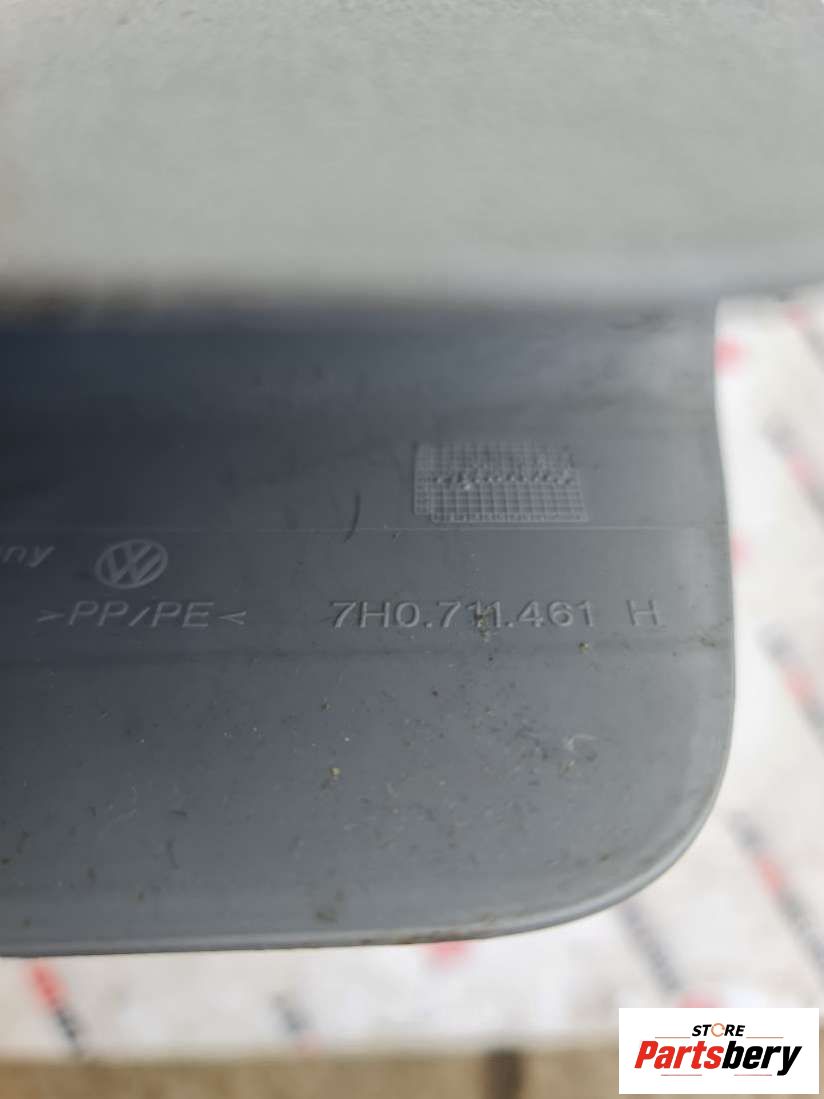 ny
>PP/PE< 7H0.711.461 H
STORE
Partsbery